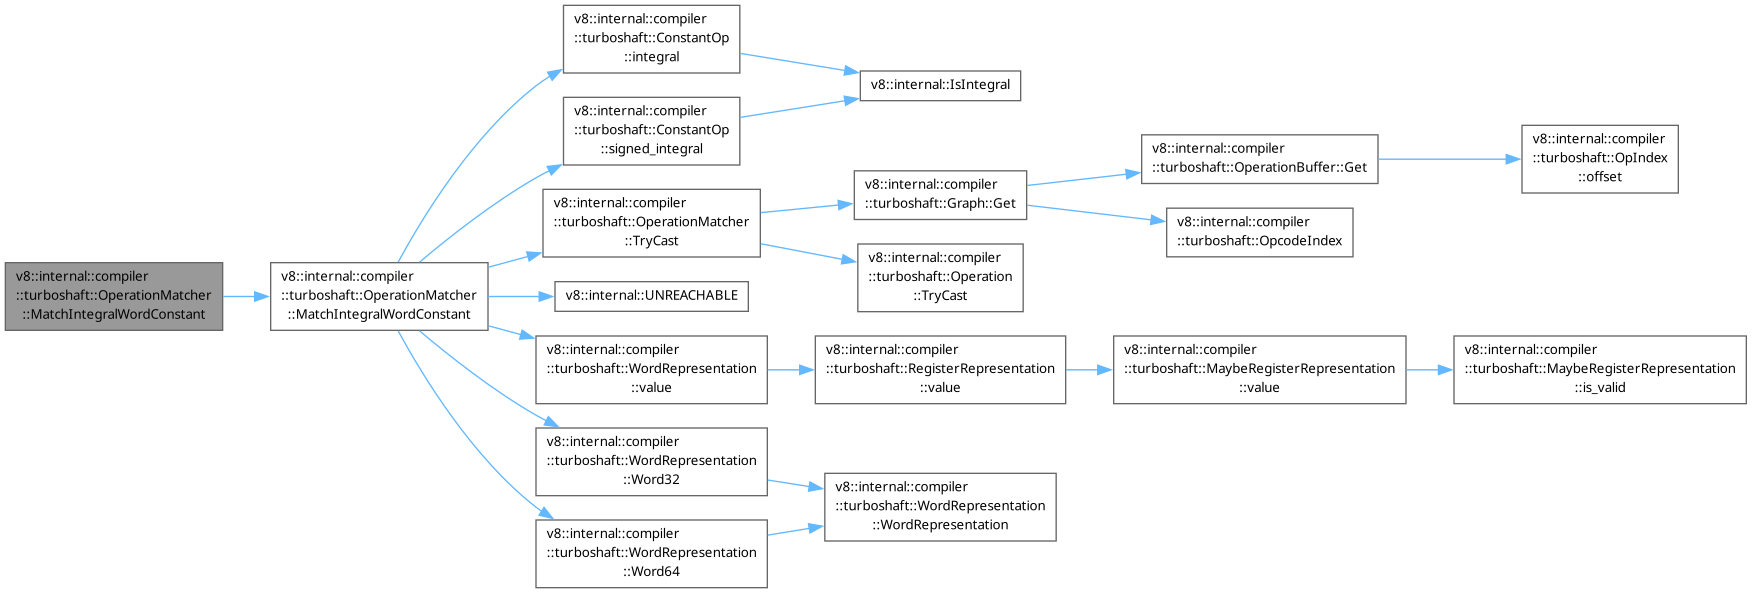 v8::internal::compiler
::turboshaft::OperationMatcher
::MatchIntegralWordConstant
v8::internal::compiler
::turboshaft::OperationMatcher
::MatchIntegralWordConstant
v8::internal::compiler
::turboshaft::ConstantOp
::integral
v8::internal::compiler
::turboshaft::ConstantOp
::signed_integral
v8::internal::IsIntegral
v8::internal::compiler
::turboshaft::OperationMatcher
::TryCast
v8::internal::compiler
::turboshaft::Graph::Get
v8::internal::compiler
::turboshaft::OperationBuffer::Get
v8::internal::compiler
::turboshaft::OpIndex
::offset
v8::internal::compiler
::turboshaft::OpcodeIndex
v8::internal::compiler
::turboshaft::Operation
::TryCast
v8::internal::UNREACHABLE
v8::internal::compiler
::turboshaft::WordRepresentation
::value
v8::internal::compiler
::turboshaft::RegisterRepresentation
::value
v8::internal::compiler
::turboshaft::MaybeRegisterRepresentation
::value
v8::internal::compiler
::turboshaft::MaybeRegisterRepresentation
::is_valid
v8::internal::compiler
::turboshaft::WordRepresentation
::Word32
v8::internal::compiler
::turboshaft::WordRepresentation
::WordRepresentation
v8::internal::compiler
::turboshaft::WordRepresentation
::Word64